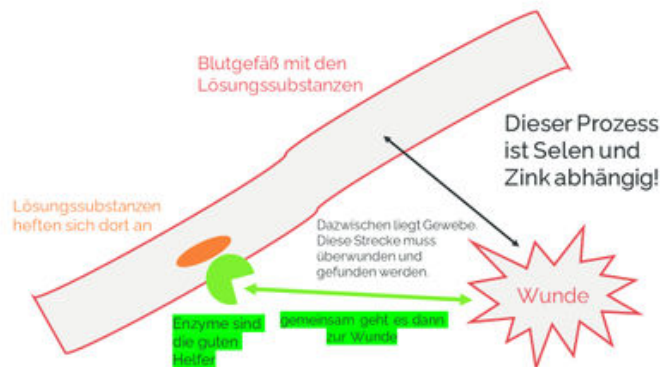 Blutgefäß mit den
Lösungssubstanzen
Dieser Prozess
ist Selen und
Zink abhängig!
Lösungssubstanzen
heften sich dort an
Dazwischen liegt Gewebe.
Diese Strecke muss
überwunden und
gefunden werden.
Wunde
Enzyme sind
die guten
Helfer
gemeinsam geht es dann
zur Wunde